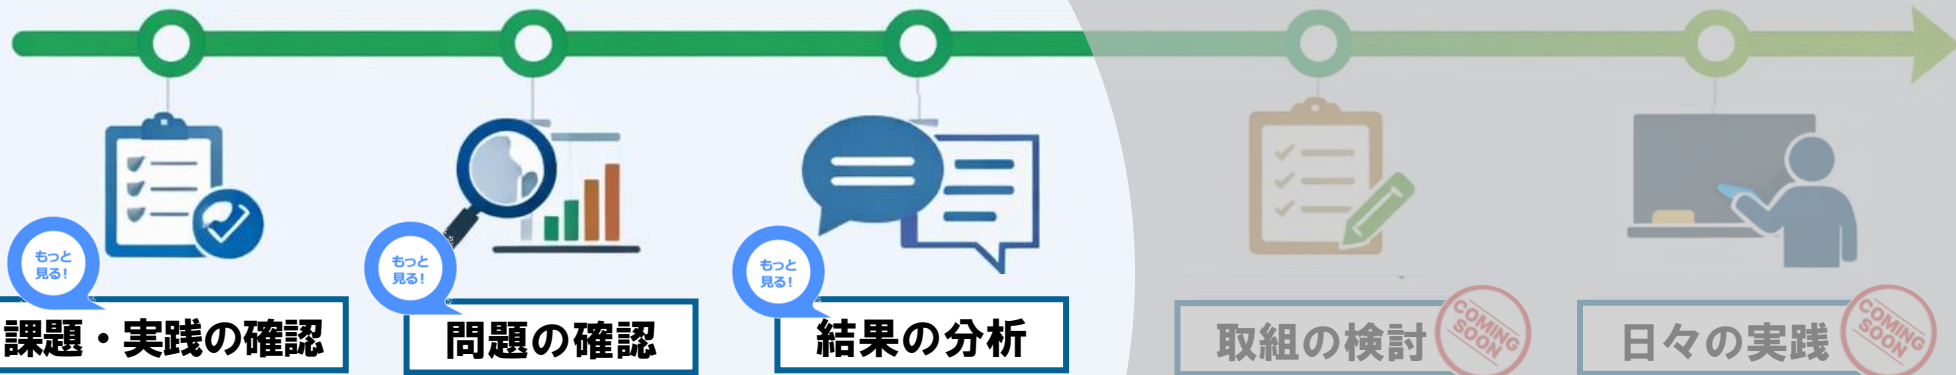 もっと
見る!
課題・実践の確認
もっと
見る!
問題の確認
もっと
見る!
結果の分析
取組の検討
COMING
SOON
日々の実践
COMING
SOON